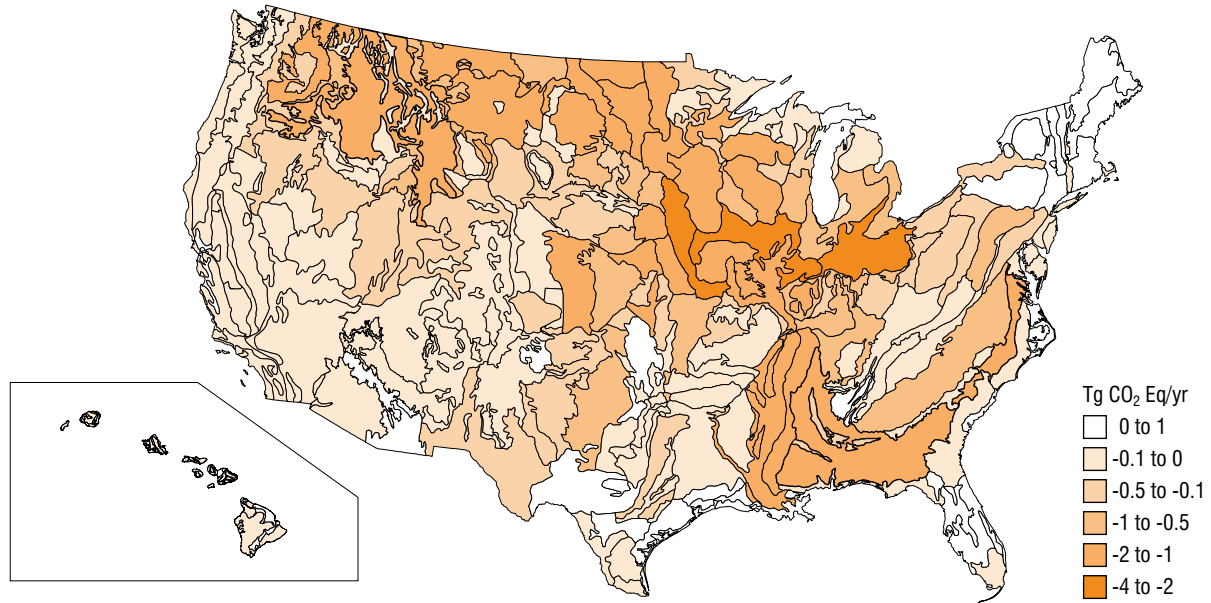 Tg CO₂ Eq/yr
0 to 1
-0.1 to 0
-0.5 to -0.1
-1 to -0.5
-2 to -1
-4 to -2